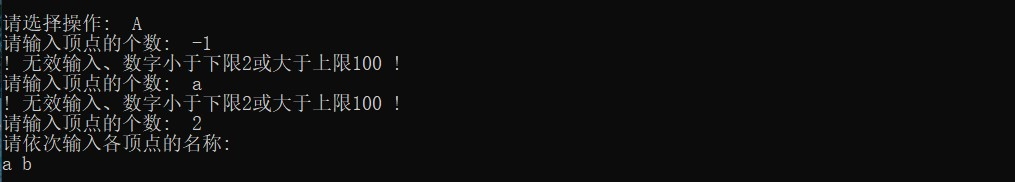 请选择操作:  A
请输入顶点的个数:  -1
! 无效输入、数字小于下限2或大于上限100 !
请输入顶点的个数:  a
! 无效输入、数字小于下限2或大于上限100 !
请输入顶点的个数:  2
请依次输入各顶点的名称:
a b